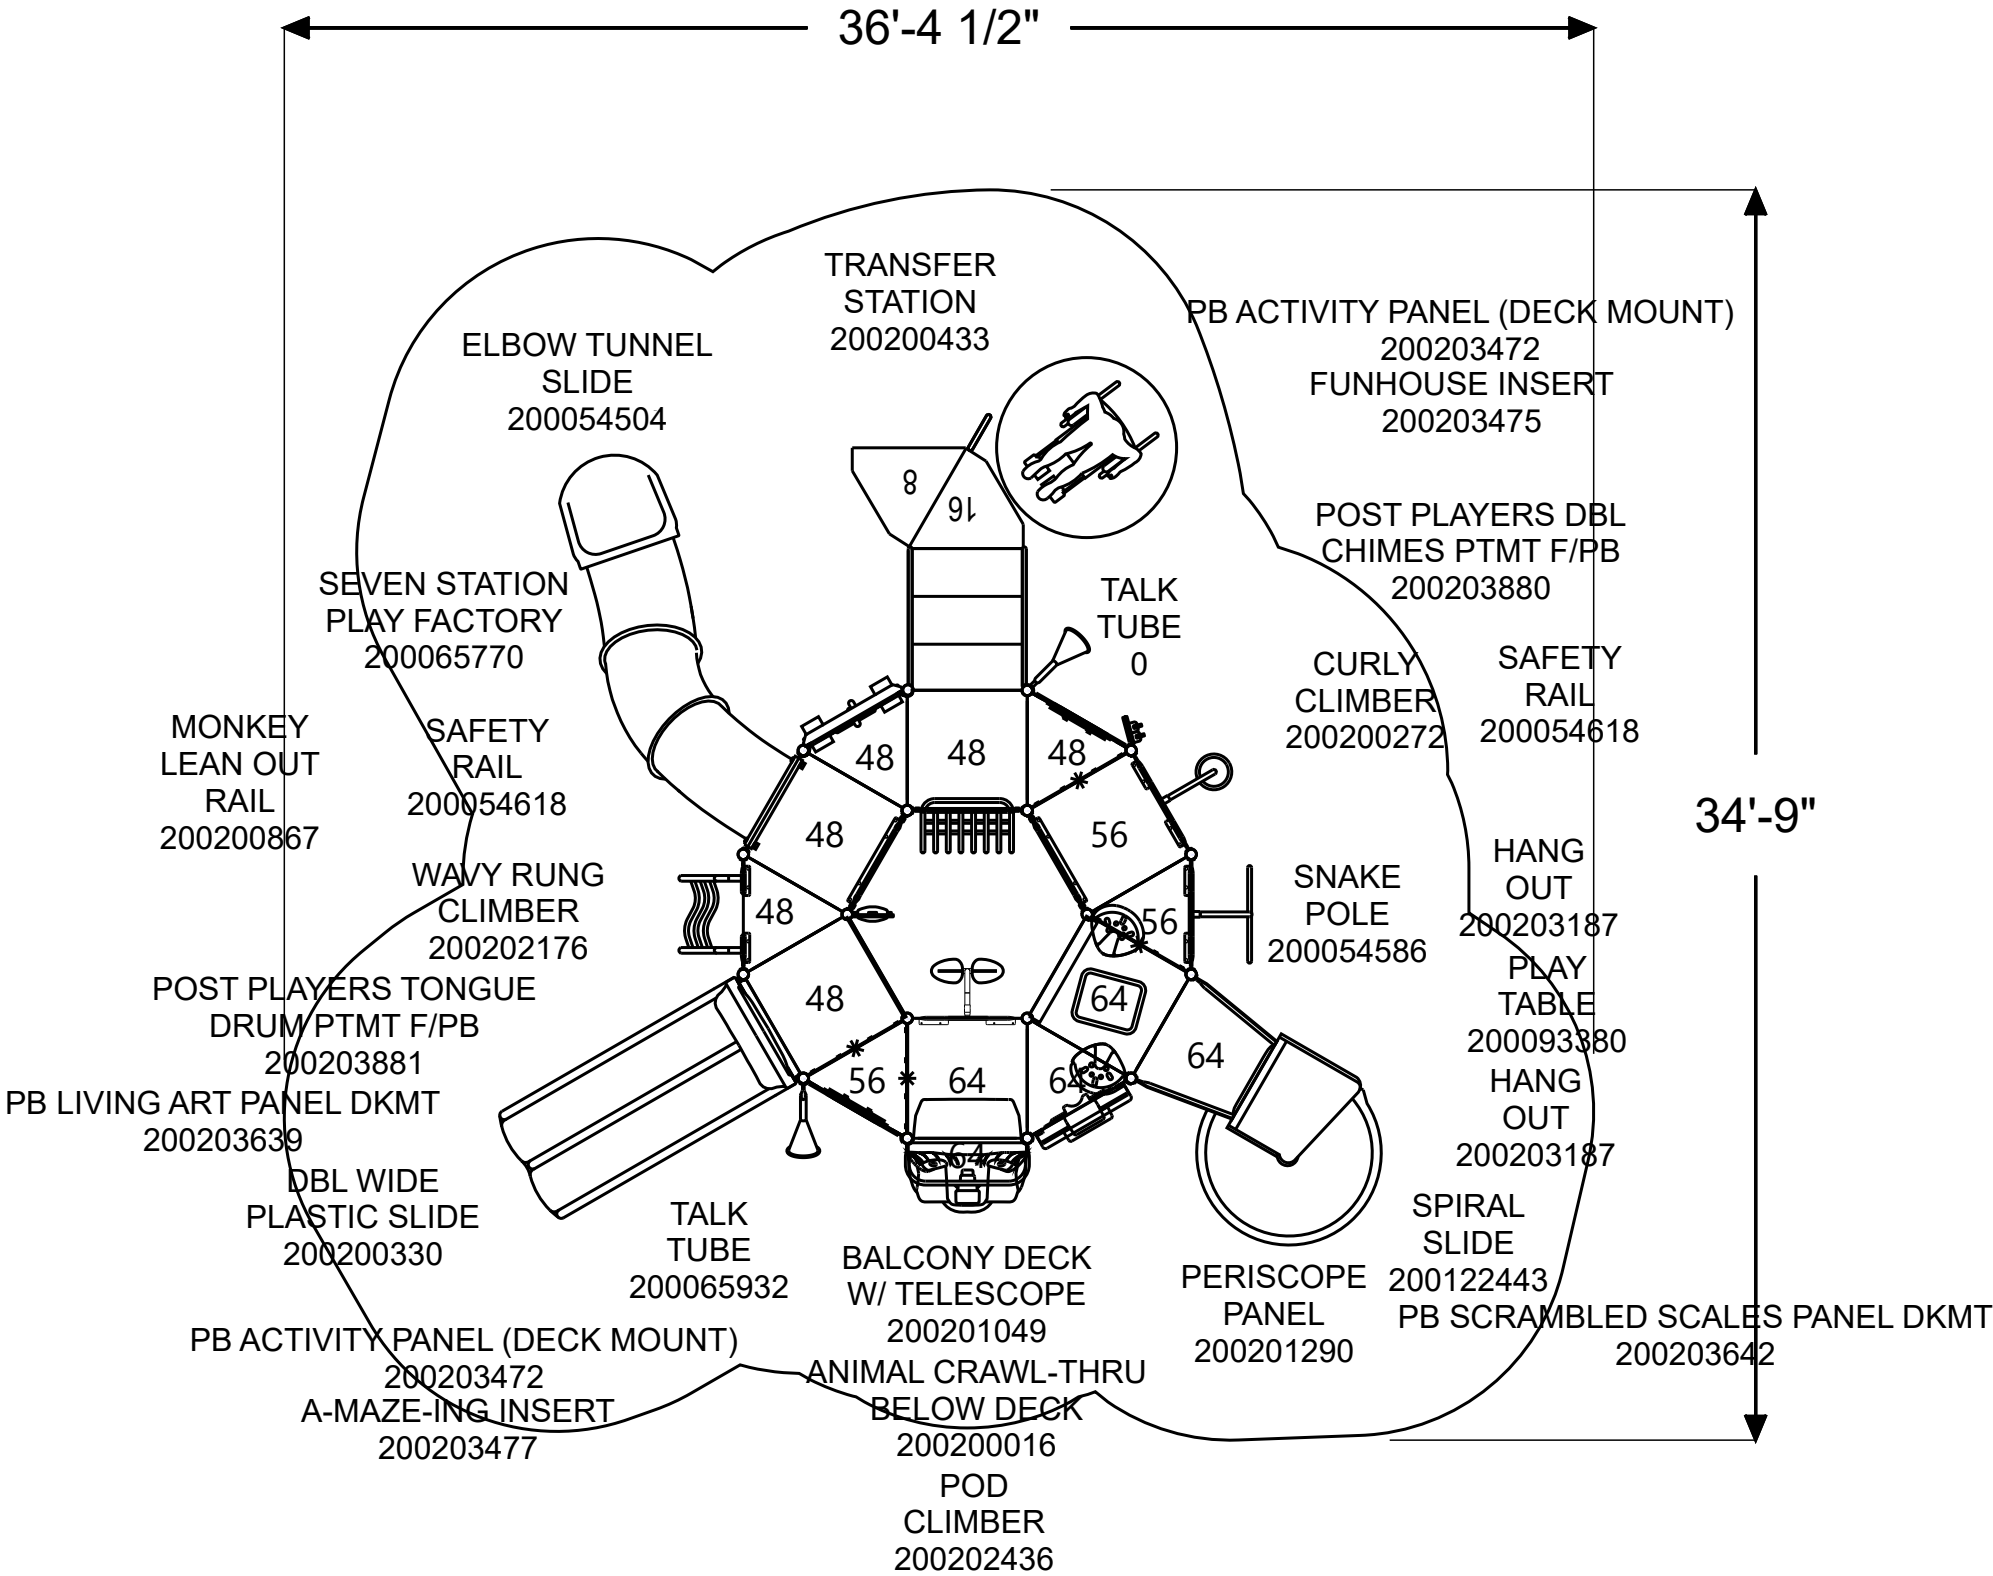 36'-4 1/2"
TRANSFER
STATION
200200433
PB ACTIVITY PANEL (DECK MOUNT)
200203472
FUNHOUSE INSERT
200203475
ELBOW TUNNEL
SLIDE
200054504
8
16
POST PLAYERS DBL
CHIMES PTMT F/PB
200203880
SEVEN STATION
PLAY FACTORY
200065770
TALK
TUBE
0
CURLY
CLIMBER
200200272
SAFETY
RAIL
200054618
MONKEY
LEAN OUT
RAIL
200200867
SAFETY
RAIL
200054618
48
48
48
34'-9"
48
56
WAVY RUNG
CLIMBER
200202176
48
56
SNAKE
POLE
200054586
HANG
OUT
200203187
POST PLAYERS TONGUE
DRUM PTMT F/PB
200203881
48
64
PLAY
TABLE
200093380
PB LIVING ART PANEL DKMT
200203639
56
64
64
64
HANG
OUT
200203187
64
DBL WIDE
PLASTIC SLIDE
200200330
TALK
TUBE
200065932
BALCONY DECK
W/ TELESCOPE
200201049
PERISCOPE
PANEL
200201290
SPIRAL
SLIDE
200122443
PB SCRAMBLED SCALES PANEL DKMT
200203642
PB ACTIVITY PANEL (DECK MOUNT)
200203472
A-MAZE-ING INSERT
200203477
ANIMAL CRAWL-THRU
BELOW DECK
200200016
POD
CLIMBER
200202436